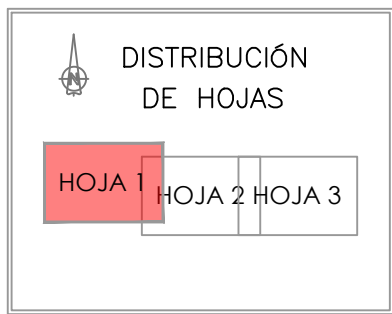 DISTRIBUCIÓN
DE HOJAS
N
HOJA 1
HOJA 2
HOJA 3